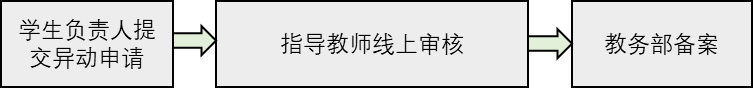 学生负责人提
交异动申请
指导教师线上审核
教务部备案